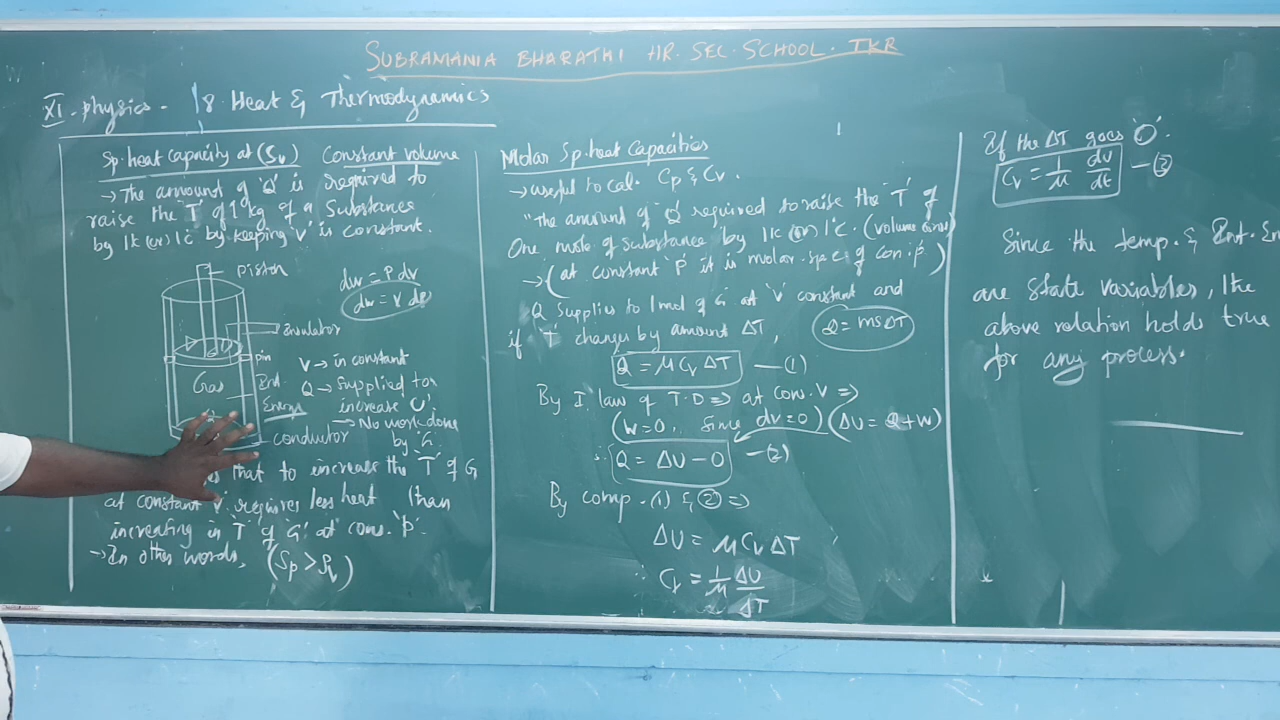 SUBRAMANIA BHARATHI HR. SEC. SCHOOL. TKR
XI. physics. 8. Heat & Thermodynamics
Sp. heat capacity at (Sv) Constant volume
→ The amount of 'Q' is required to
raise the 'T' of 1 kg of a Substance
by 1k (or) 1°c by keeping 'V' is constant.
piston
dw = P dv
dw = V dp
Insulator
pin
Gas
Int.
Energy
conductor
V → in constant
Q → Supplied to
increase 'U'
→ No work done
by 'G'
that to increase the 'T' of G
at constant 'V' requires less heat than
increasing in 'T' of 'G' at cons. 'P'.
→ In other words, (Sp > Sv)
Molar Sp. heat Capacities
→ useful to cal. Cp & Cv.
"The amount of 'Q' required to raise the 'T' of
One mole of substance by 1k (or) 1°c. (volume
→ (at constant 'P' it is molar. spec of con. p)
Q Supplies to 1 mol of G at 'V' constant and
if 'T' changes by amount ΔT,
Q = msΔT
Q = μ Cv ΔT — (1)
By I law of T.D ⇒ at con. V ⇒
(W=0. Since dv=0) (ΔU = Q + W)
∴ Q = ΔU – 0 — (2)
By comp. (1) & (2) ⇒
ΔU = μ Cv ΔT
∴ Cv = 1/μ ΔU/ΔT
If the ΔT goes 'O'.
Cv = 1/μ dv/dt — (3)
Since the temp. & Int. En
are state variables, the
above relation holds true
for any process.